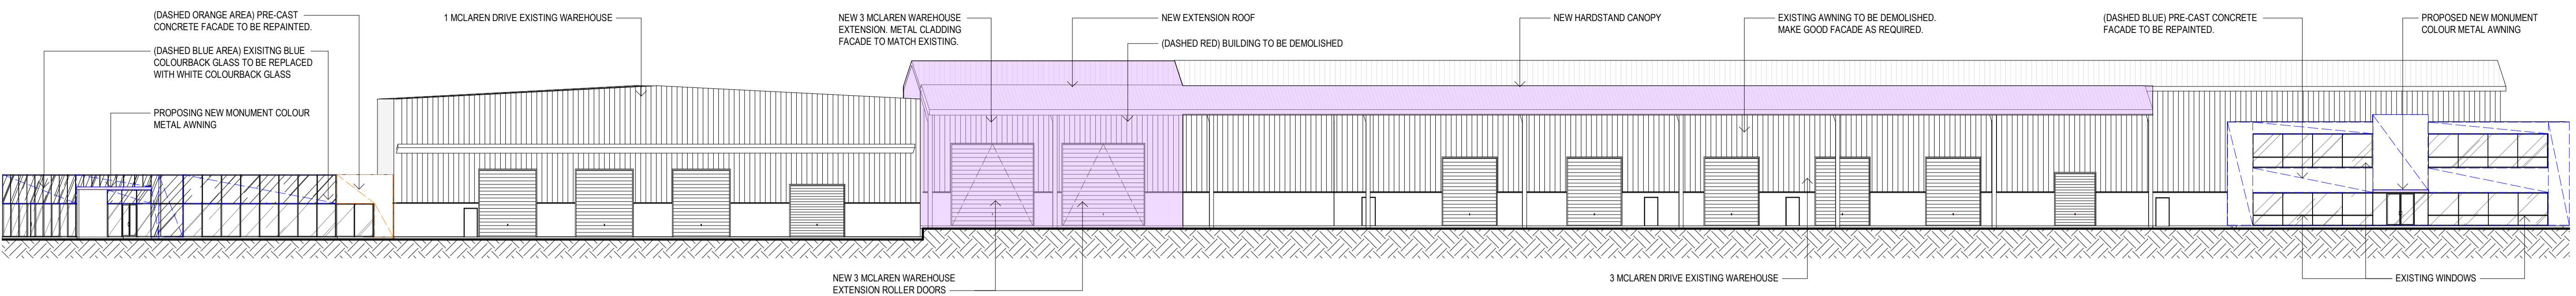 (DASHED ORANGE AREA) PRE-CAST
CONCRETE FACADE TO BE REPAINTED.
(DASHED BLUE AREA) EXISITNG BLUE
COLOURBACK GLASS TO BE REPLACED
WITH WHITE COLOURBACK GLASS
PROPOSING NEW MONUMENT COLOUR
METAL AWNING
1 MCLAREN DRIVE EXISTING WAREHOUSE
NEW 3 MCLAREN WAREHOUSE
EXTENSION. METAL CLADDING
FACADE TO MATCH EXISTING.
NEW EXTENSION ROOF
(DASHED RED) BUILDING TO BE DEMOLISHED
NEW HARDSTAND CANOPY
EXISTING AWNING TO BE DEMOLISHED.
MAKE GOOD FACADE AS REQUIRED.
(DASHED BLUE) PRE-CAST CONCRETE
FACADE TO BE REPAINTED.
PROPOSED NEW MONUMENT
COLOUR METAL AWNING
NEW 3 MCLAREN WAREHOUSE
EXTENSION ROLLER DOORS
3 MCLAREN DRIVE EXISTING WAREHOUSE
EXISTING WINDOWS